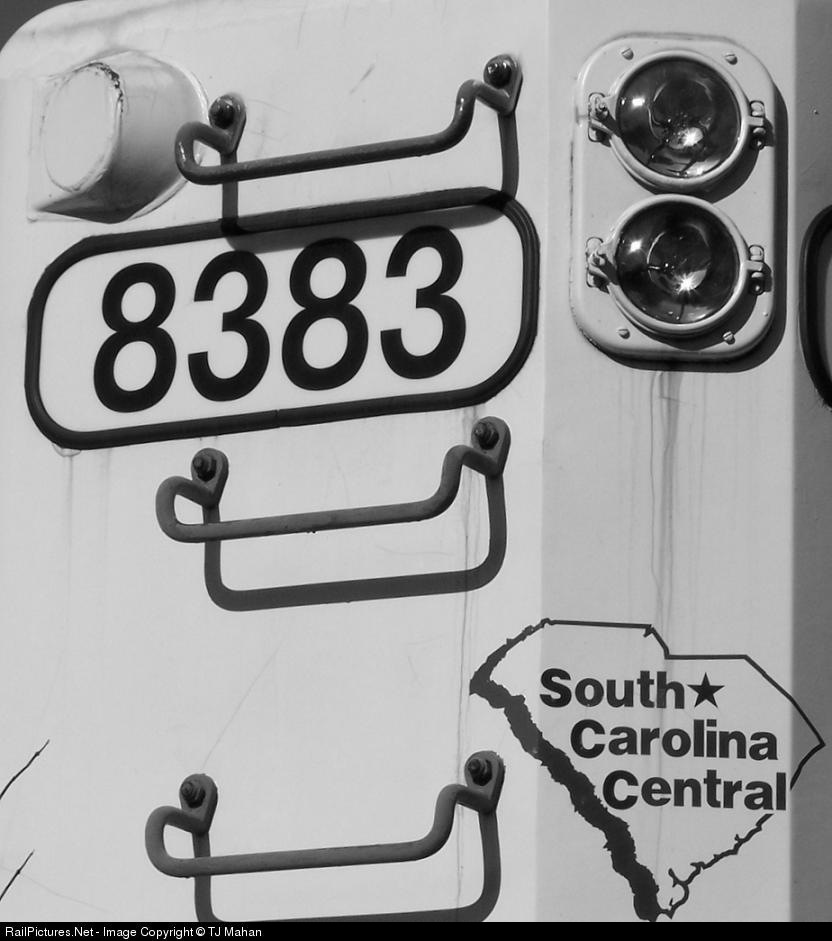 8383
South★
Carolina
Central
RailPictures.Net - Image Copyright © TJ Mahan